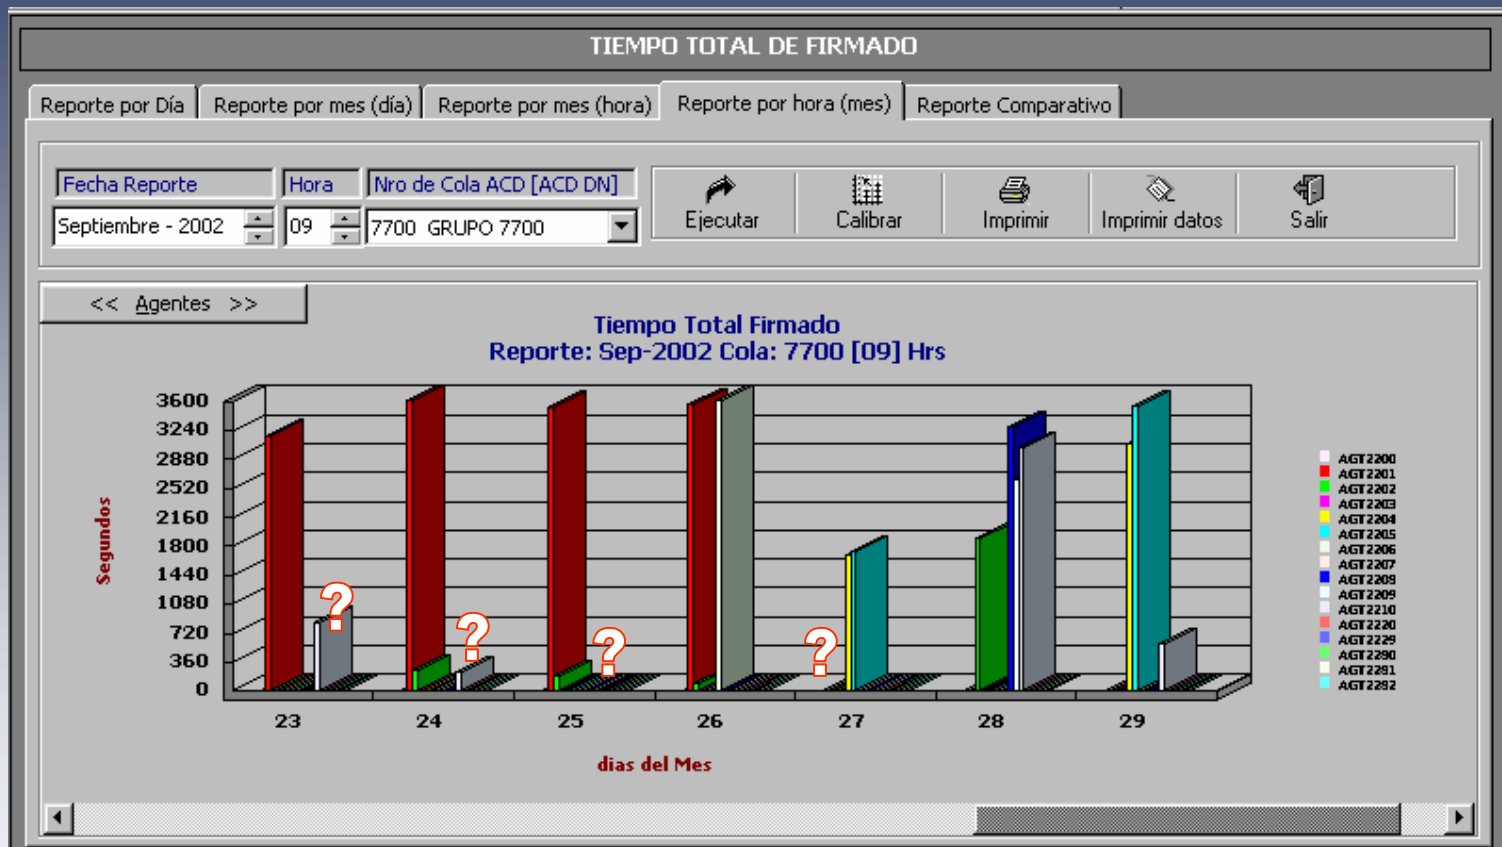 TIEMPO TOTAL DE FIRMADO
Reporte por Día Reporte por mes (día) Reporte por mes (hora) Reporte por hora (mes) Reporte Comparativo
Fecha Reporte Hora Nro de Cola ACD [ACD DN]
Septiembre - 2002 09 7700 GRUPO 7700
Ejecutar Calibrar Imprimir Imprimir datos Salir
<< Agentes >>
Tiempo Total Firmado
Reporte: Sep-2002 Cola: 7700 [09] Hrs
Segundos
3600
3240
2880
2520
2160
1800
1440
1080
720
360
0
? ? ? ?
23 24 25 26 27 28 29
dias del Mes
AGT2200
AGT2201
AGT2202
AGT2203
AGT2204
AGT2205
AGT2206
AGT2207
AGT2208
AGT2209
AGT2210
AGT2220
AGT2229
AGT2290
AGT2291
AGT2292